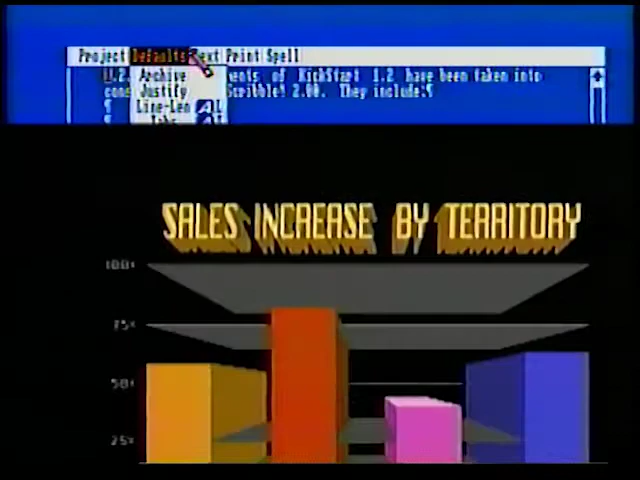 Project Defaults Text Print Spell
Archive ents of KickStart 1.2 have been taken into
Justify Scribble! 2.00. They include:¶
Line-Len AL
SALES INCREASE BY TERRITORY
100%
75%
50%
25%